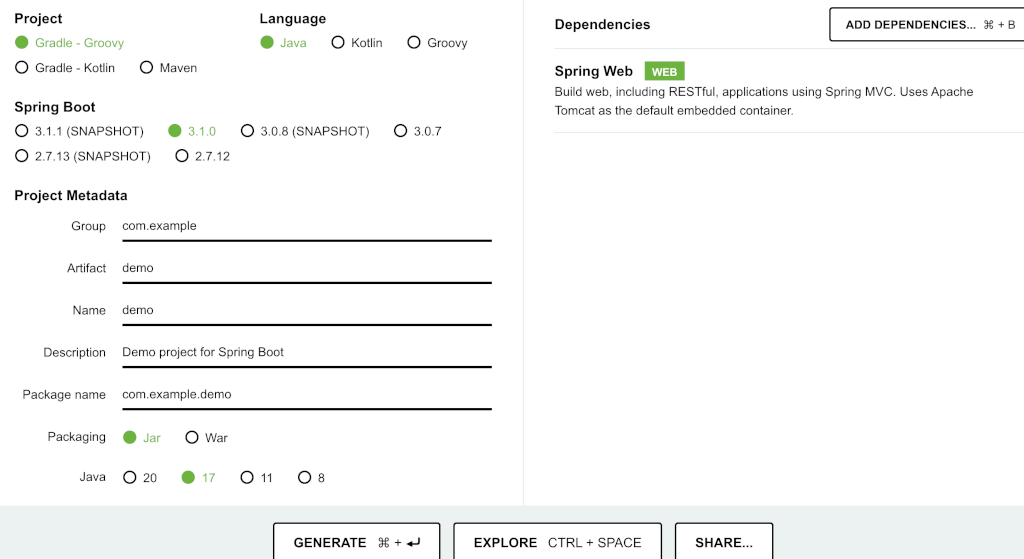 Project
Gradle - Groovy
Gradle - Kotlin Maven
Language
Java Kotlin Groovy
Spring Boot
3.1.1 (SNAPSHOT) 3.1.0 3.0.8 (SNAPSHOT) 3.0.7
2.7.13 (SNAPSHOT) 2.7.12
Project Metadata
Group com.example
Artifact demo
Name demo
Description Demo project for Spring Boot
Package name com.example.demo
Packaging Jar War
Java 20 17 11 8
Dependencies ADD DEPENDENCIES... ⌘ + B
Spring Web WEB
Build web, including RESTful, applications using Spring MVC. Uses Apache
Tomcat as the default embedded container.
GENERATE ⌘ + ↵ EXPLORE CTRL + SPACE SHARE...